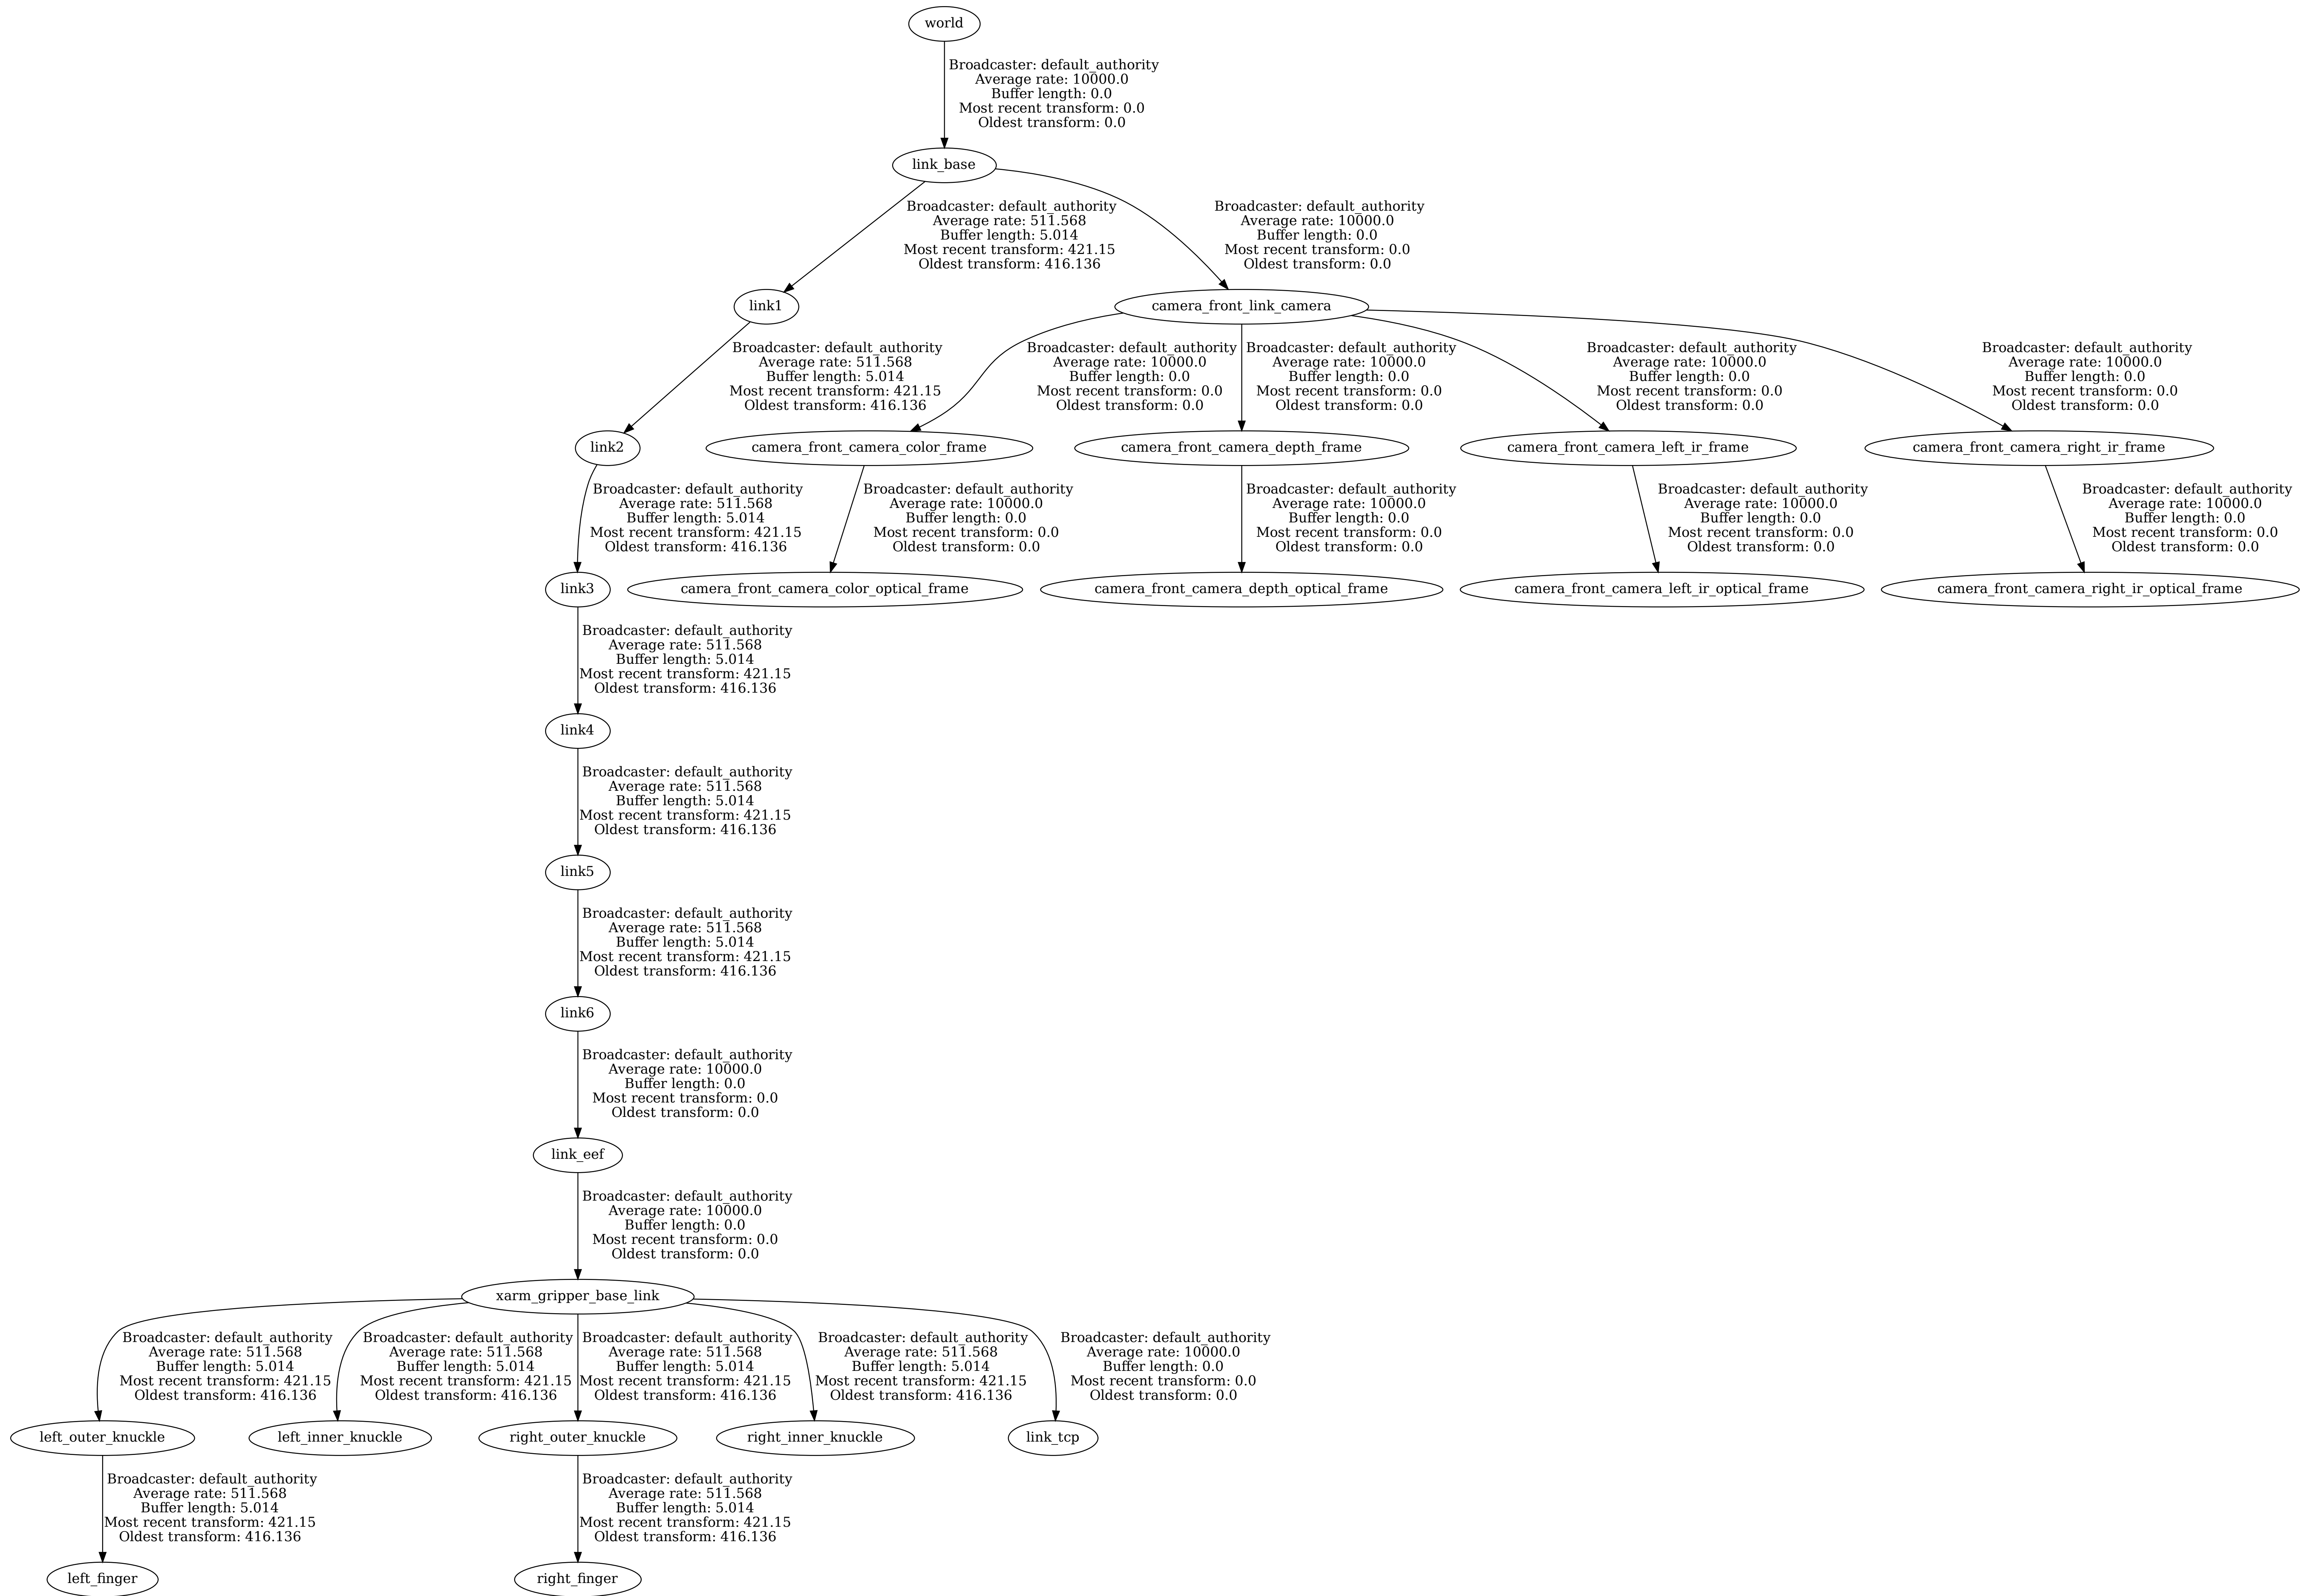 world
Broadcaster: default_authority
Average rate: 10000.0
Buffer length: 0.0
Most recent transform: 0.0
Oldest transform: 0.0
link_base
Broadcaster: default_authority
Average rate: 511.568
Buffer length: 5.014
Most recent transform: 421.15
Oldest transform: 416.136
Broadcaster: default_authority
Average rate: 10000.0
Buffer length: 0.0
Most recent transform: 0.0
Oldest transform: 0.0
link1
camera_front_link_camera
Broadcaster: default_authority
Average rate: 511.568
Buffer length: 5.014
Most recent transform: 421.15
Oldest transform: 416.136
Broadcaster: default_authority
Average rate: 10000.0
Buffer length: 0.0
Most recent transform: 0.0
Oldest transform: 0.0
Broadcaster: default_authority
Average rate: 10000.0
Buffer length: 0.0
Most recent transform: 0.0
Oldest transform: 0.0
Broadcaster: default_authority
Average rate: 10000.0
Buffer length: 0.0
Most recent transform: 0.0
Oldest transform: 0.0
Broadcaster: default_authority
Average rate: 10000.0
Buffer length: 0.0
Most recent transform: 0.0
Oldest transform: 0.0
link2
camera_front_camera_color_frame
camera_front_camera_depth_frame
camera_front_camera_left_ir_frame
camera_front_camera_right_ir_frame
Broadcaster: default_authority
Average rate: 511.568
Buffer length: 5.014
Most recent transform: 421.15
Oldest transform: 416.136
Broadcaster: default_authority
Average rate: 10000.0
Buffer length: 0.0
Most recent transform: 0.0
Oldest transform: 0.0
Broadcaster: default_authority
Average rate: 10000.0
Buffer length: 0.0
Most recent transform: 0.0
Oldest transform: 0.0
Broadcaster: default_authority
Average rate: 10000.0
Buffer length: 0.0
Most recent transform: 0.0
Oldest transform: 0.0
Broadcaster: default_authority
Average rate: 10000.0
Buffer length: 0.0
Most recent transform: 0.0
Oldest transform: 0.0
link3
camera_front_camera_color_optical_frame
camera_front_camera_depth_optical_frame
camera_front_camera_left_ir_optical_frame
camera_front_camera_right_ir_optical_frame
Broadcaster: default_authority
Average rate: 511.568
Buffer length: 5.014
Most recent transform: 421.15
Oldest transform: 416.136
link4
Broadcaster: default_authority
Average rate: 511.568
Buffer length: 5.014
Most recent transform: 421.15
Oldest transform: 416.136
link5
Broadcaster: default_authority
Average rate: 511.568
Buffer length: 5.014
Most recent transform: 421.15
Oldest transform: 416.136
link6
Broadcaster: default_authority
Average rate: 10000.0
Buffer length: 0.0
Most recent transform: 0.0
Oldest transform: 0.0
link_eef
Broadcaster: default_authority
Average rate: 10000.0
Buffer length: 0.0
Most recent transform: 0.0
Oldest transform: 0.0
xarm_gripper_base_link
Broadcaster: default_authority
Average rate: 511.568
Buffer length: 5.014
Most recent transform: 421.15
Oldest transform: 416.136
Broadcaster: default_authority
Average rate: 511.568
Buffer length: 5.014
Most recent transform: 421.15
Oldest transform: 416.136
Broadcaster: default_authority
Average rate: 511.568
Buffer length: 5.014
Most recent transform: 421.15
Oldest transform: 416.136
Broadcaster: default_authority
Average rate: 511.568
Buffer length: 5.014
Most recent transform: 421.15
Oldest transform: 416.136
Broadcaster: default_authority
Average rate: 10000.0
Buffer length: 0.0
Most recent transform: 0.0
Oldest transform: 0.0
left_outer_knuckle
left_inner_knuckle
right_outer_knuckle
right_inner_knuckle
link_tcp
Broadcaster: default_authority
Average rate: 511.568
Buffer length: 5.014
Most recent transform: 421.15
Oldest transform: 416.136
Broadcaster: default_authority
Average rate: 511.568
Buffer length: 5.014
Most recent transform: 421.15
Oldest transform: 416.136
left_finger
right_finger